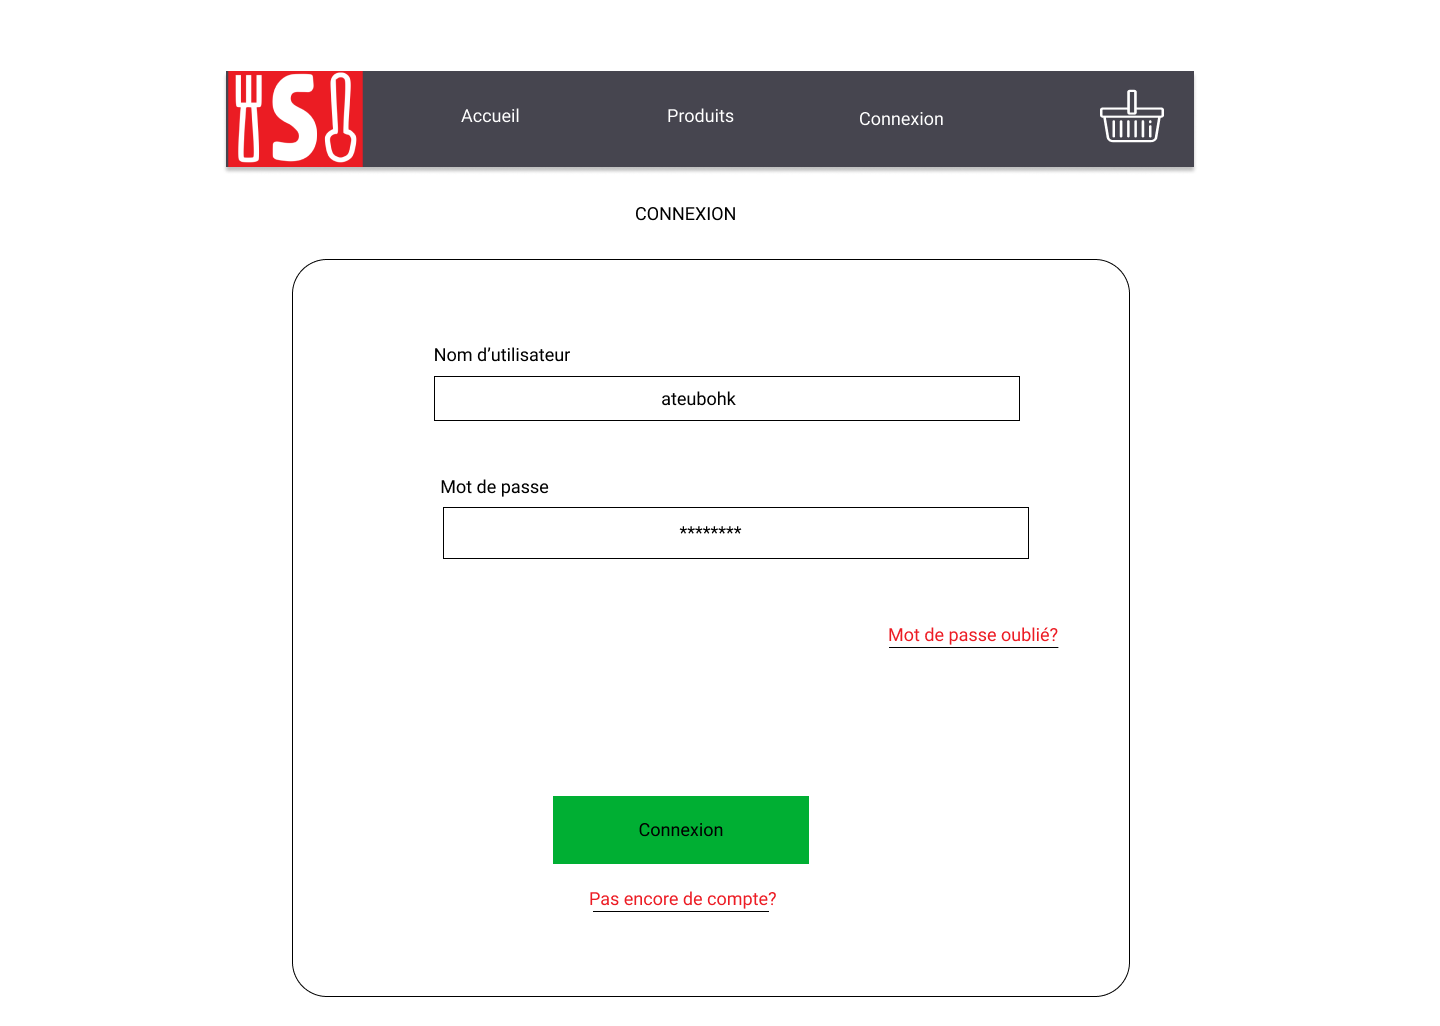 S
Accueil
Produits
Connexion
CONNEXION
Nom d’utilisateur
ateubohk
Mot de passe
********
Mot de passe oublié?
Connexion
Pas encore de compte?